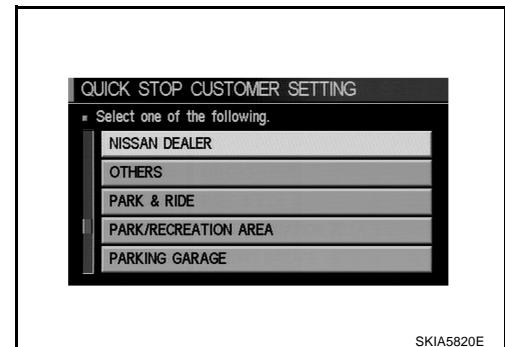 QUICK STOP CUSTOMER SETTING
Select one of the following.
NISSAN DEALER
OTHERS
PARK & RIDE
PARK/RECREATION AREA
PARKING GARAGE
SKIA5820E